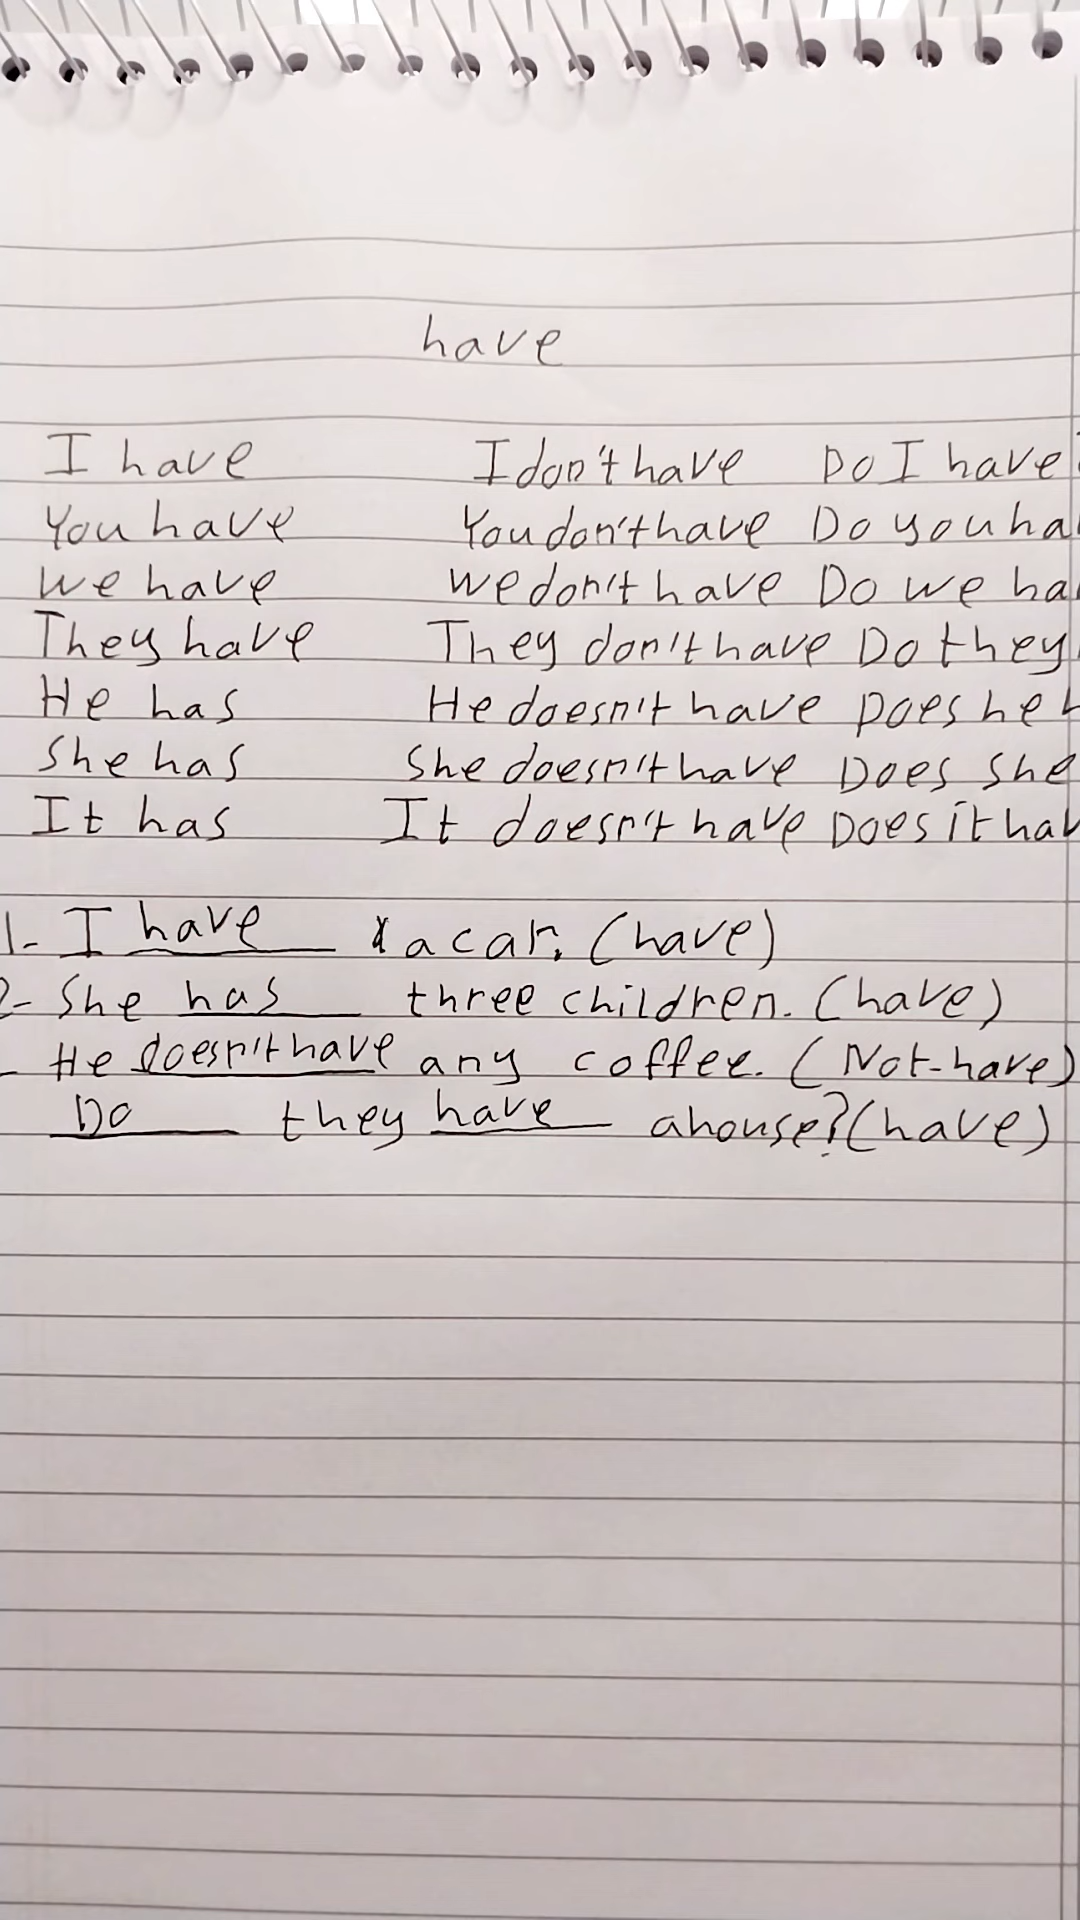 have
I have I don't have Do I have
You have You don't have Do you ha
We have We don't have Do we ha
They have They don't have Do they
He has He doesn't have Does he h
She has She doesn't have Does she
It has It doesn't have Does it hav
1- I have a car. (have)
2- She has three children. (have)
- He doesn't have any coffee. (Not-have)
Do they have a house? (have)